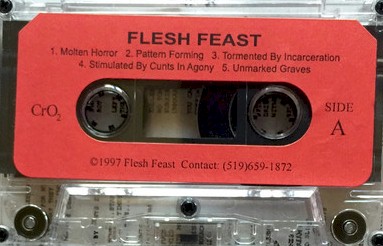 FLESH FEAST
1. Molten Horror 2. Pattern Forming 3. Tormented By Incarceration
4. Stimulated By Cunts In Agony 5. Unmarked Graves
CrO2
SIDE
A
©1997 Flesh Feast Contact: (519)659-1872